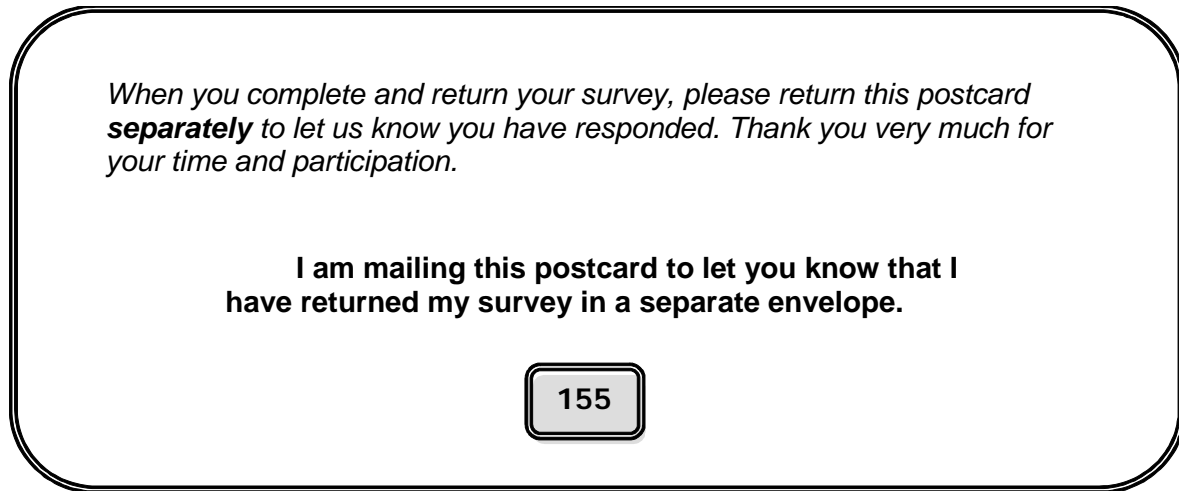 When you complete and return your survey, please return this postcard
separately to let us know you have responded. Thank you very much for
your time and participation.
I am mailing this postcard to let you know that I
have returned my survey in a separate envelope.
155